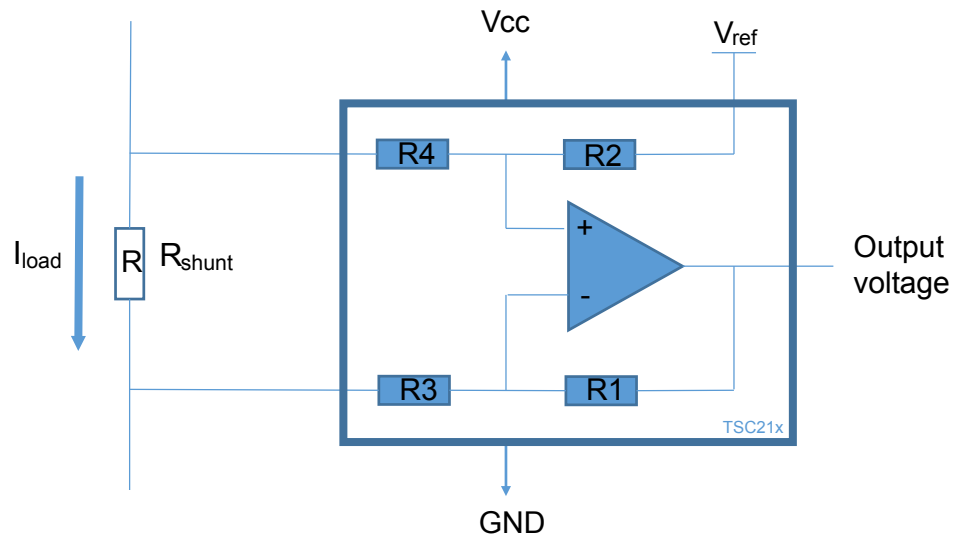 Vcc
Vref
R4
R2
Iload
R
Rshunt
+
-
Output
voltage
R3
R1
TSC21x
GND